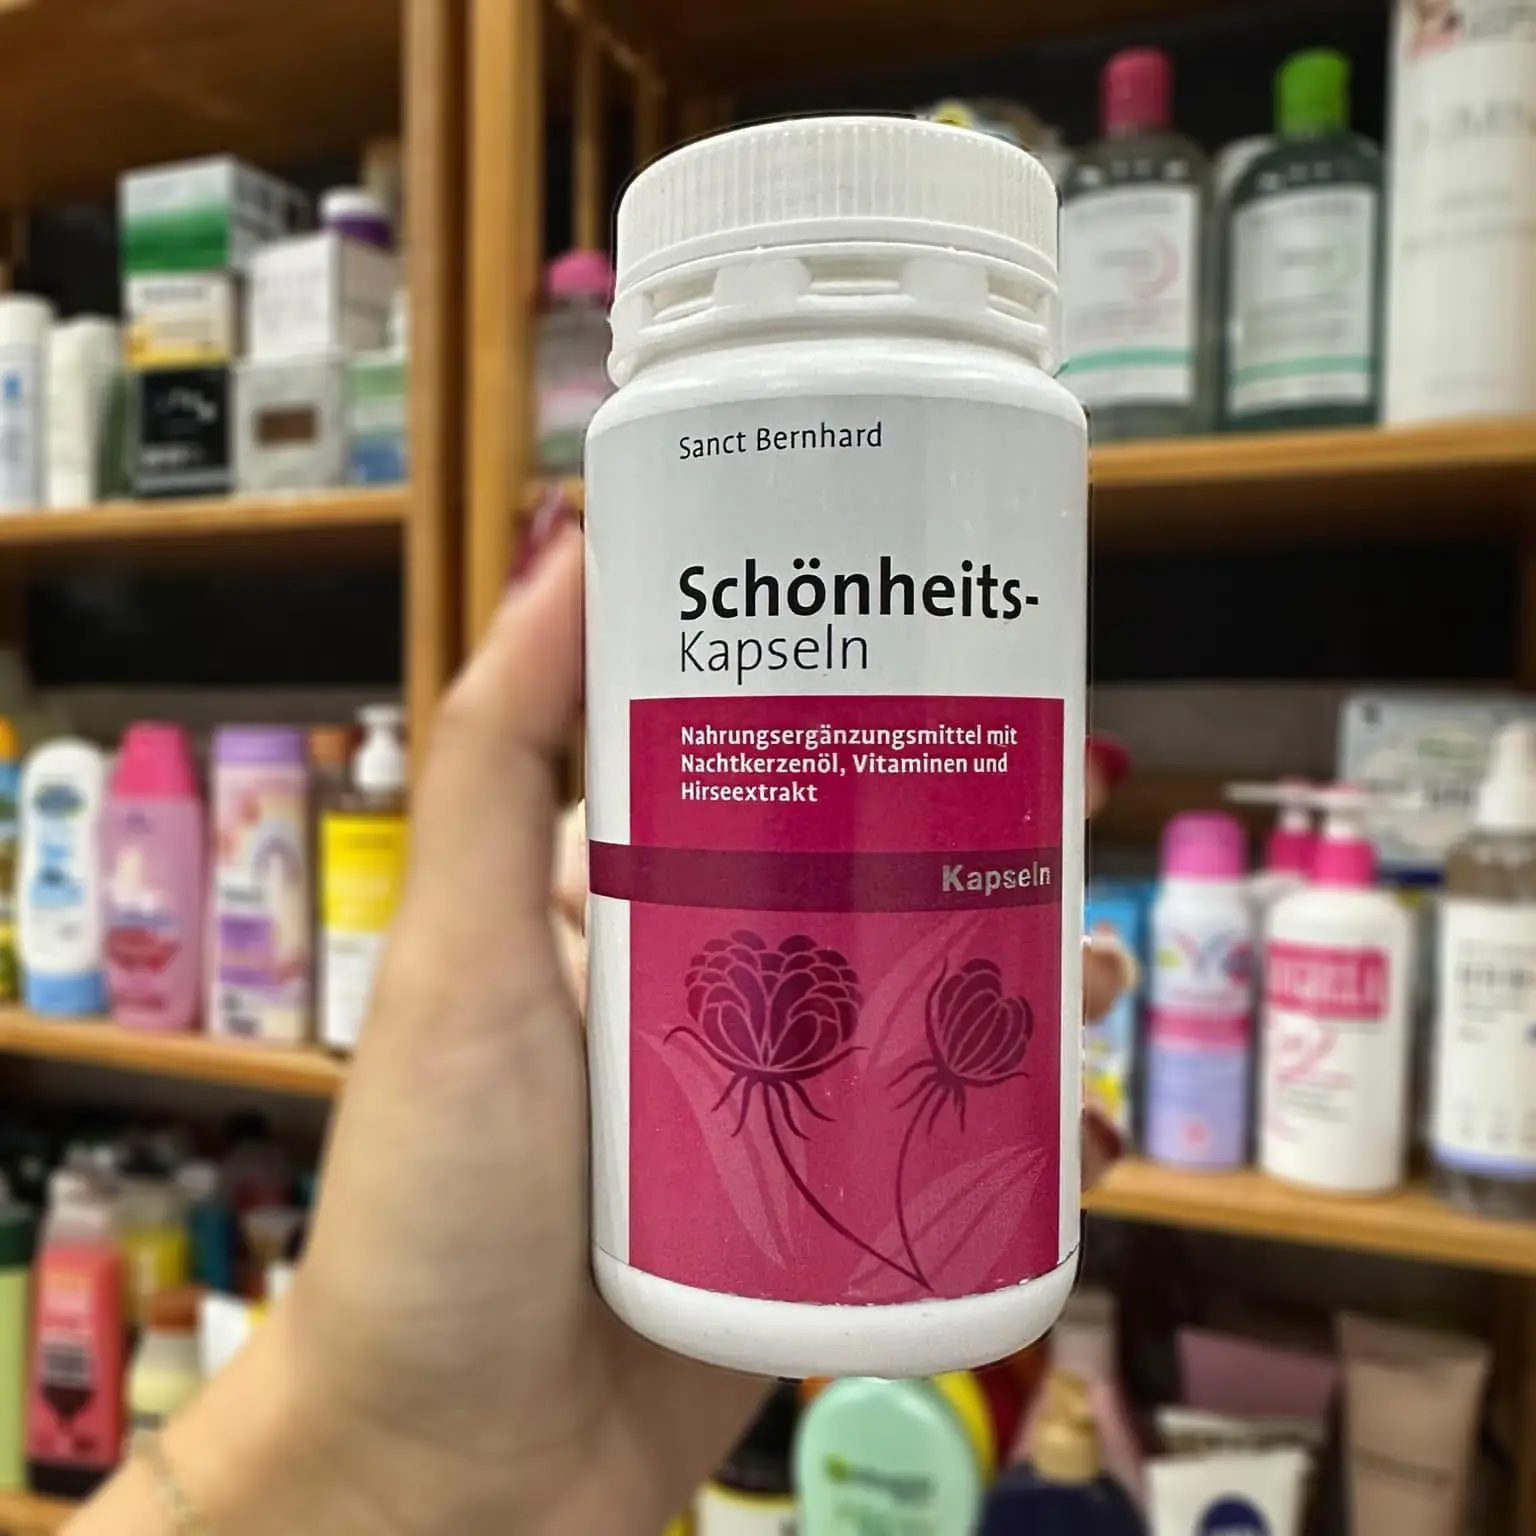 Sanct Bernhard
Schönheits-
Kapseln
Nahrungsergänzungsmittel mit
Nachtkerzenöl, Vitaminen und
Hirseextrakt
Kapseln